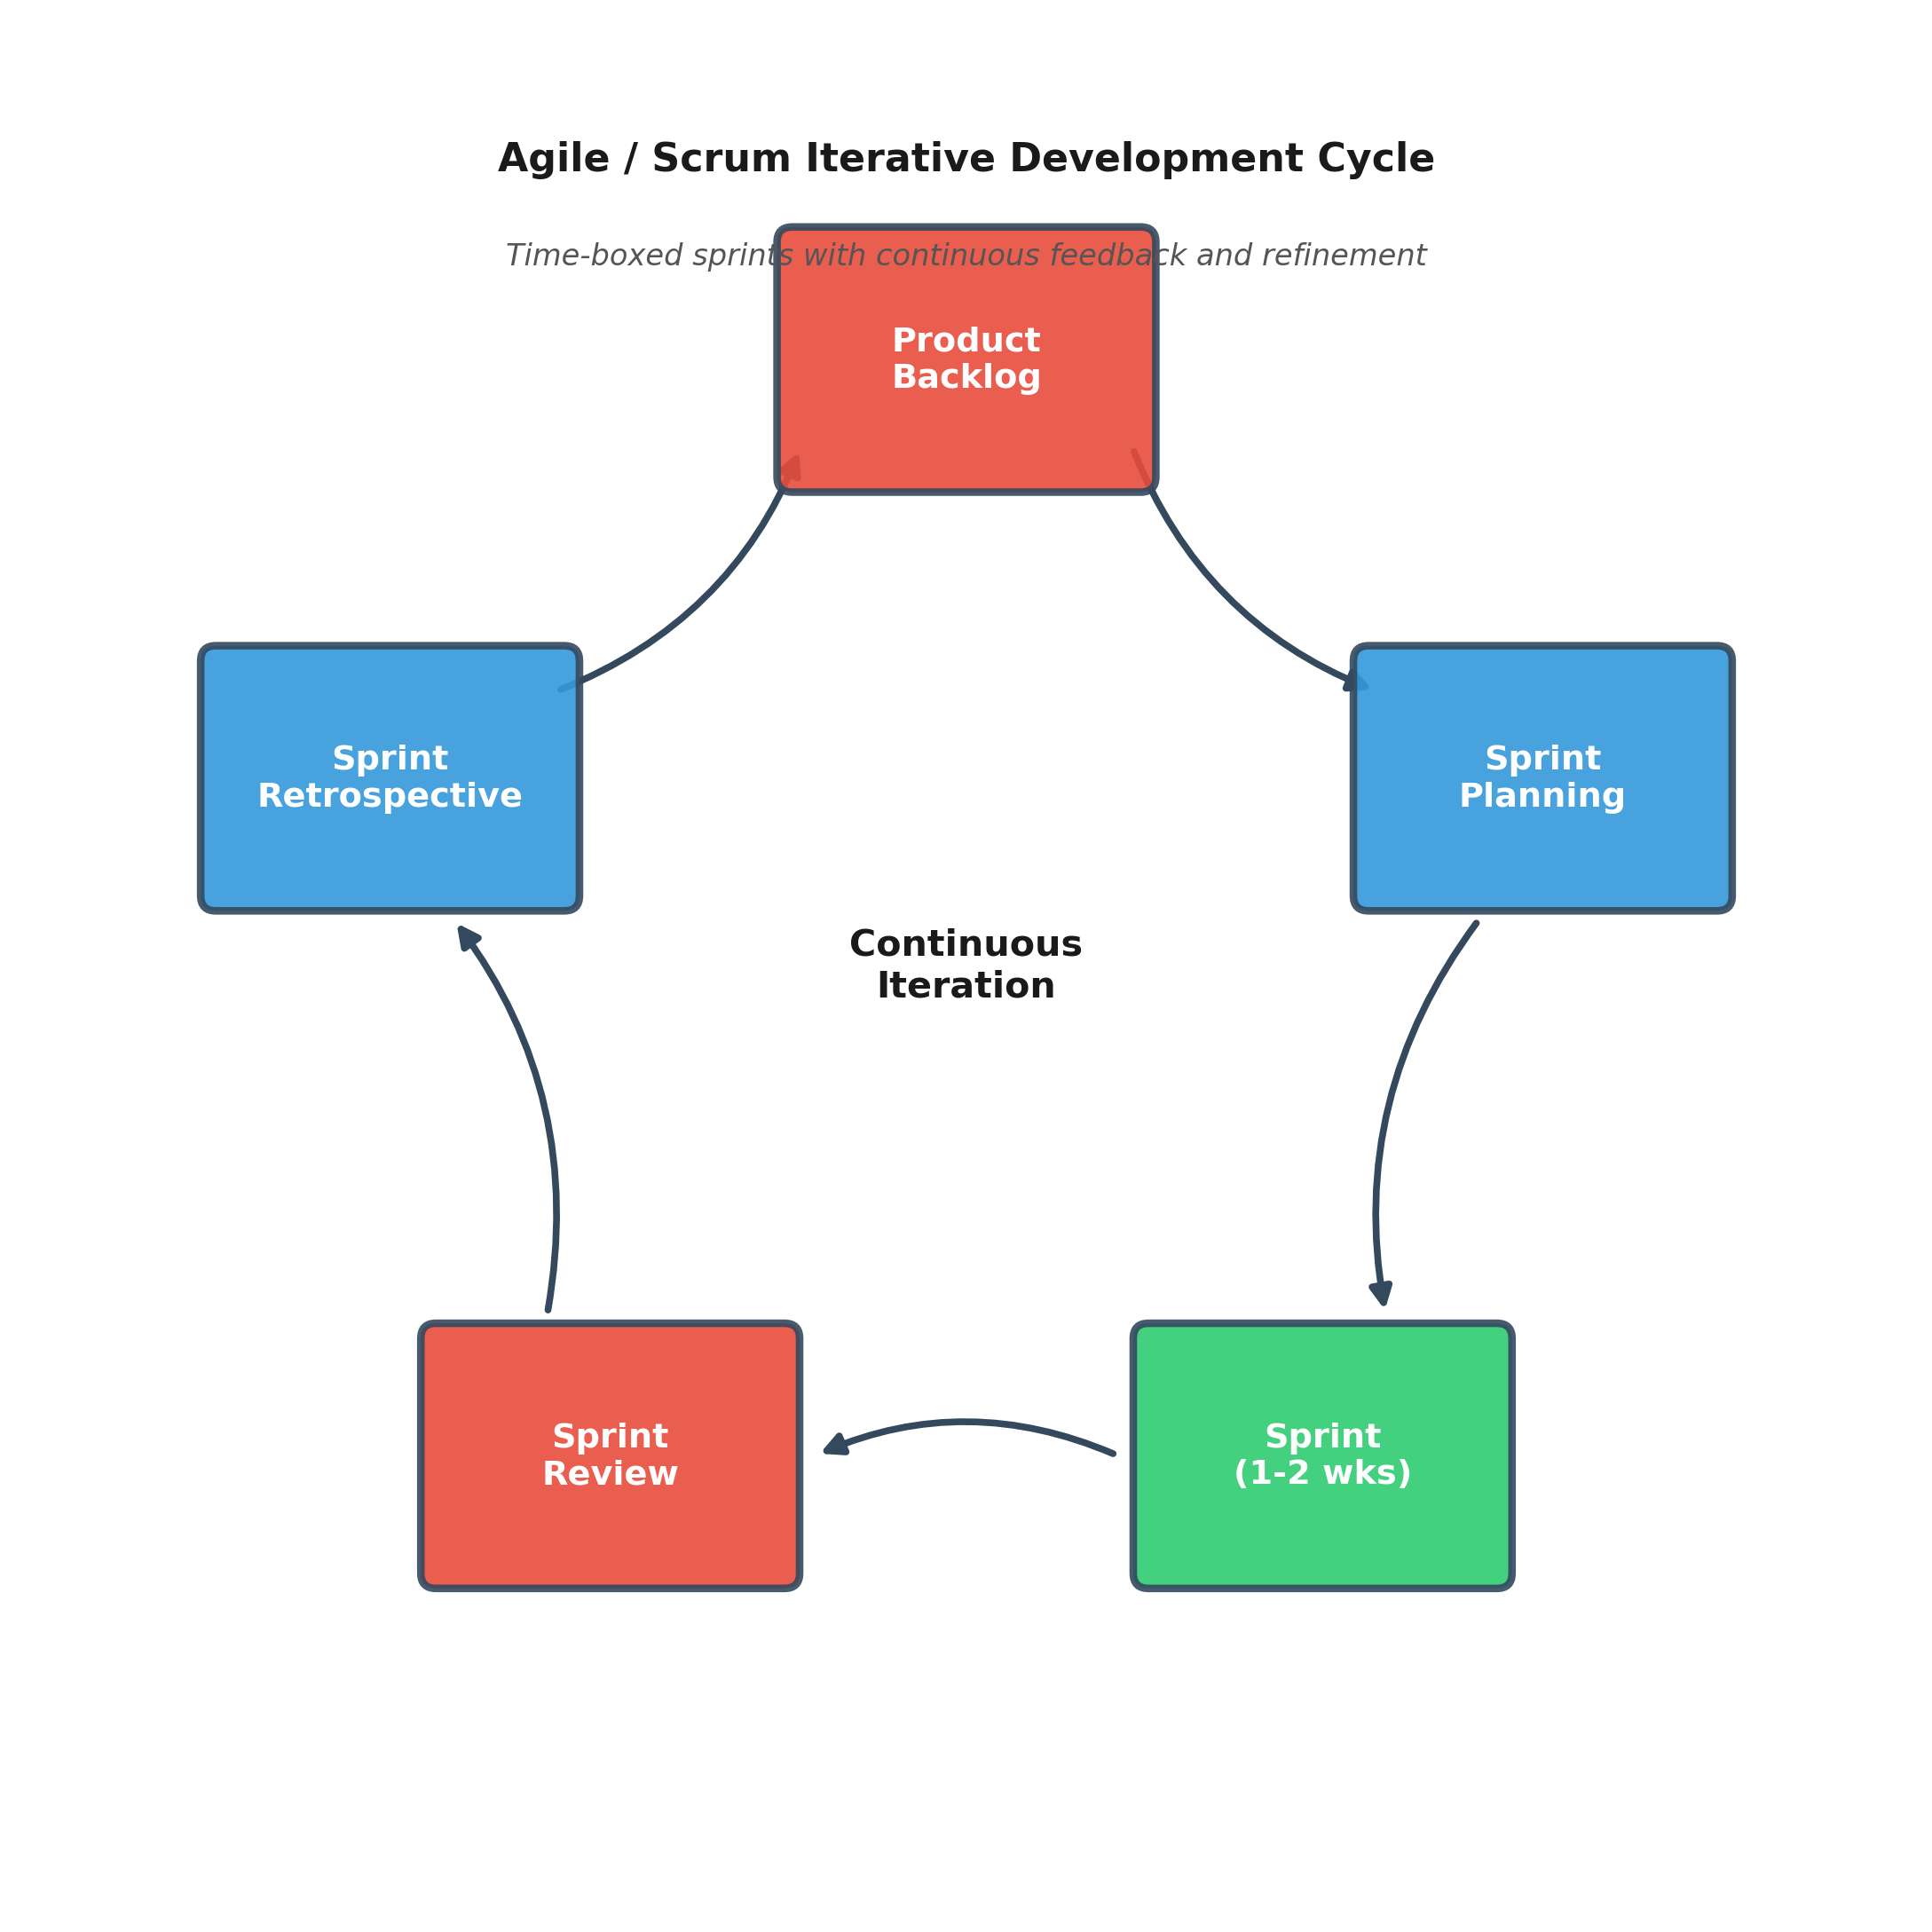 Agile / Scrum Iterative Development Cycle
Time-boxed sprints with continuous feedback and refinement
Product
Backlog
Sprint
Retrospective
Sprint
Planning
Continuous
Iteration
Sprint
Review
Sprint
(1-2 wks)